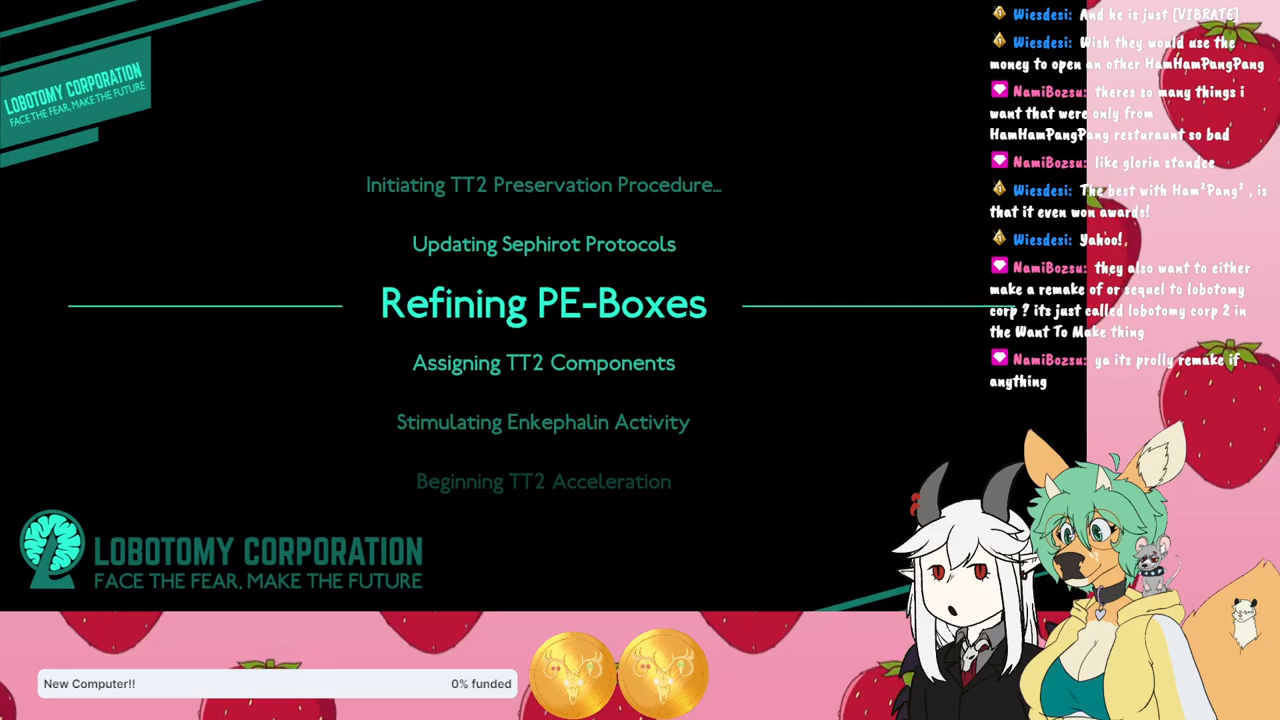 LOBOTOMY CORPORATION
FACE THE FEAR, MAKE THE FUTURE
Initiating TT2 Preservation Procedure...
Updating Sephirot Protocols
Refining PE-Boxes
Assigning TT2 Components
Stimulating Enkephalin Activity
Beginning TT2 Acceleration
LOBOTOMY CORPORATION
FACE THE FEAR, MAKE THE FUTURE
Wiesdesi: And he is just [VIBRATE]
Wiesdesi: Wish they would use the
money to open an other HamHamPangPang
NamiBozsu: theres so many things i
want that were only from
HamHamPangPang resturaunt so bad
NamiBozsu: like gloria standee
Wiesdesi: The best with Ham²Pang² , is
that it even won awards!
Wiesdesi: Yahoo!
NamiBozsu: they also want to either
make a remake of or sequel to lobotomy
corp ? its just called lobotomy corp 2 in
the Want To Make thing
NamiBozsu: ya its prolly remake if
anything
New Computer!! 0% funded